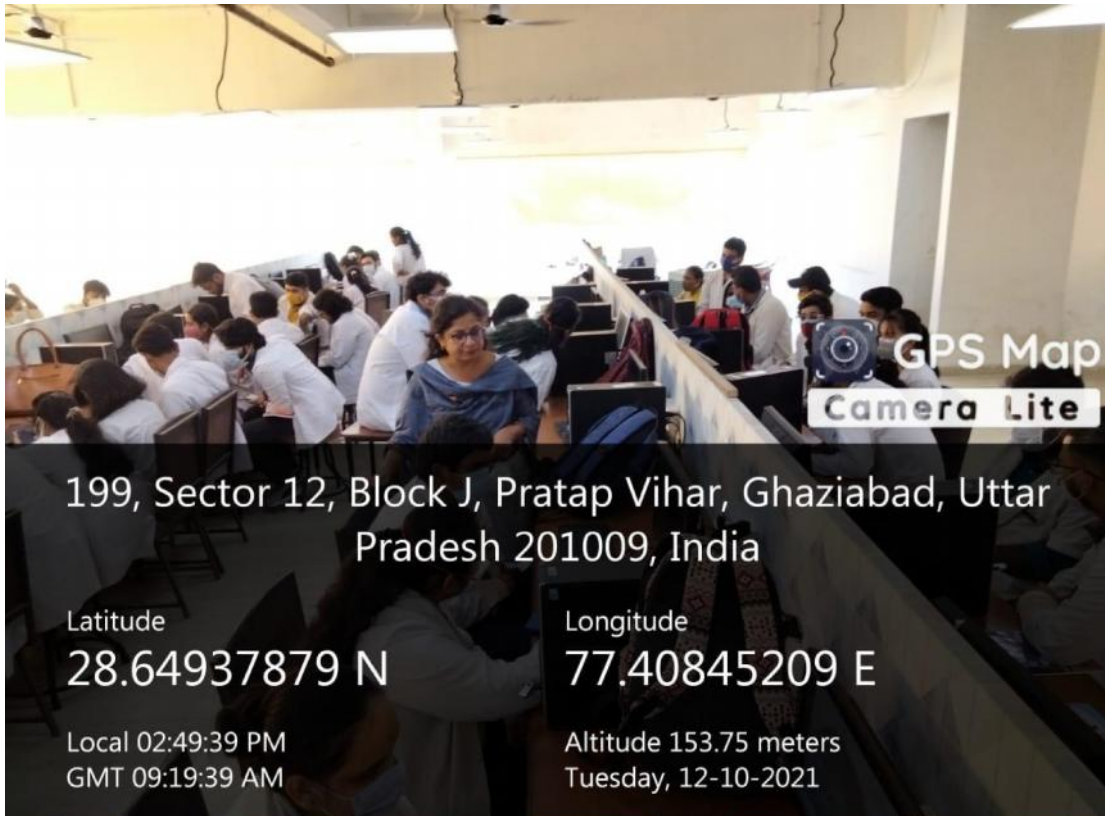 GPS Map
Camera Lite
199, Sector 12, Block J, Pratap Vihar, Ghaziabad, Uttar
Pradesh 201009, India
Latitude
28.64937879 N
Longitude
77.40845209 E
Local 02:49:39 PM
GMT 09:19:39 AM
Altitude 153.75 meters
Tuesday, 12-10-2021